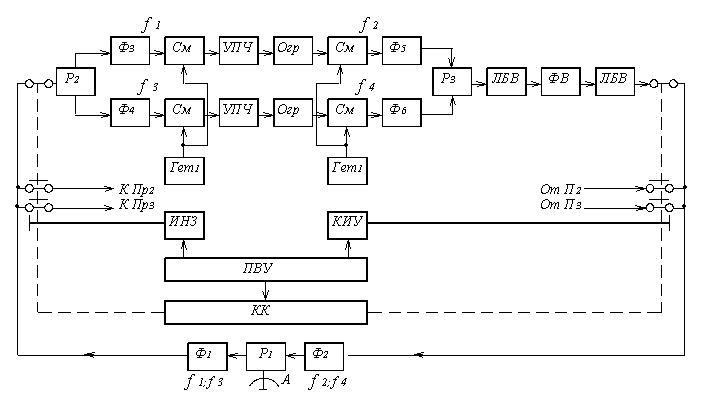 f 1 f 2
Ф3 См УПЧ Огр См Ф5
Р2 Р3 ЛБВ ФВ ЛБВ
f 3 f 4
Ф4 См УПЧ Огр См Ф6
Гет1 Гет1
К Пр2 От П2
К Пр3 От П3
ИНЗ КИУ
ПВУ
КК
Ф1 Р1 Ф2
А
f 1;f 3 f 2;f 4